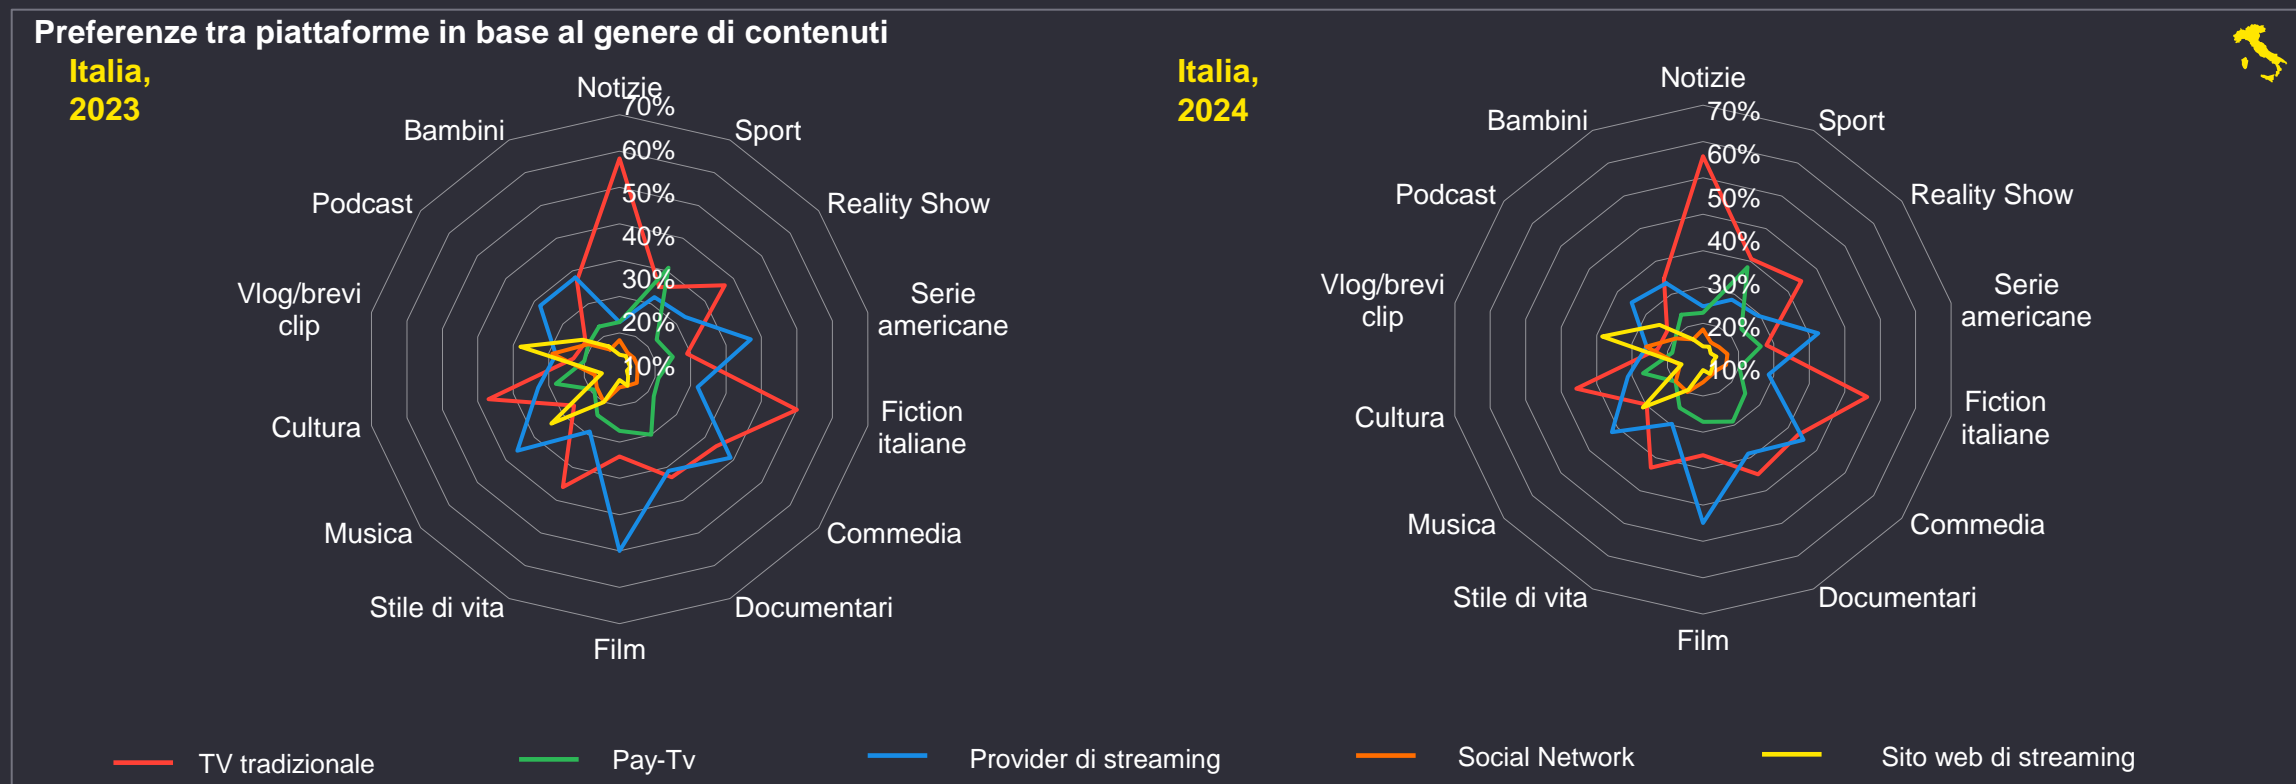 Preferenze tra piattaforme in base al genere di contenuti
Italia,
2023
Notizie
70%
60%
50%
40%
30%
20%
10%
Sport
Reality Show
Serie
americane
Fiction
italiane
Commedia
Documentari
Film
Stile di vita
Musica
Cultura
Vlog/brevi
clip
Podcast
Bambini
Italia,
2024
Notizie
70%
60%
50%
40%
30%
20%
10%
Sport
Reality Show
Serie
americane
Fiction
italiane
Commedia
Documentari
Film
Stile di vita
Musica
Cultura
Vlog/brevi
clip
Podcast
Bambini
TV tradizionale
Pay-Tv
Provider di streaming
Social Network
Sito web di streaming